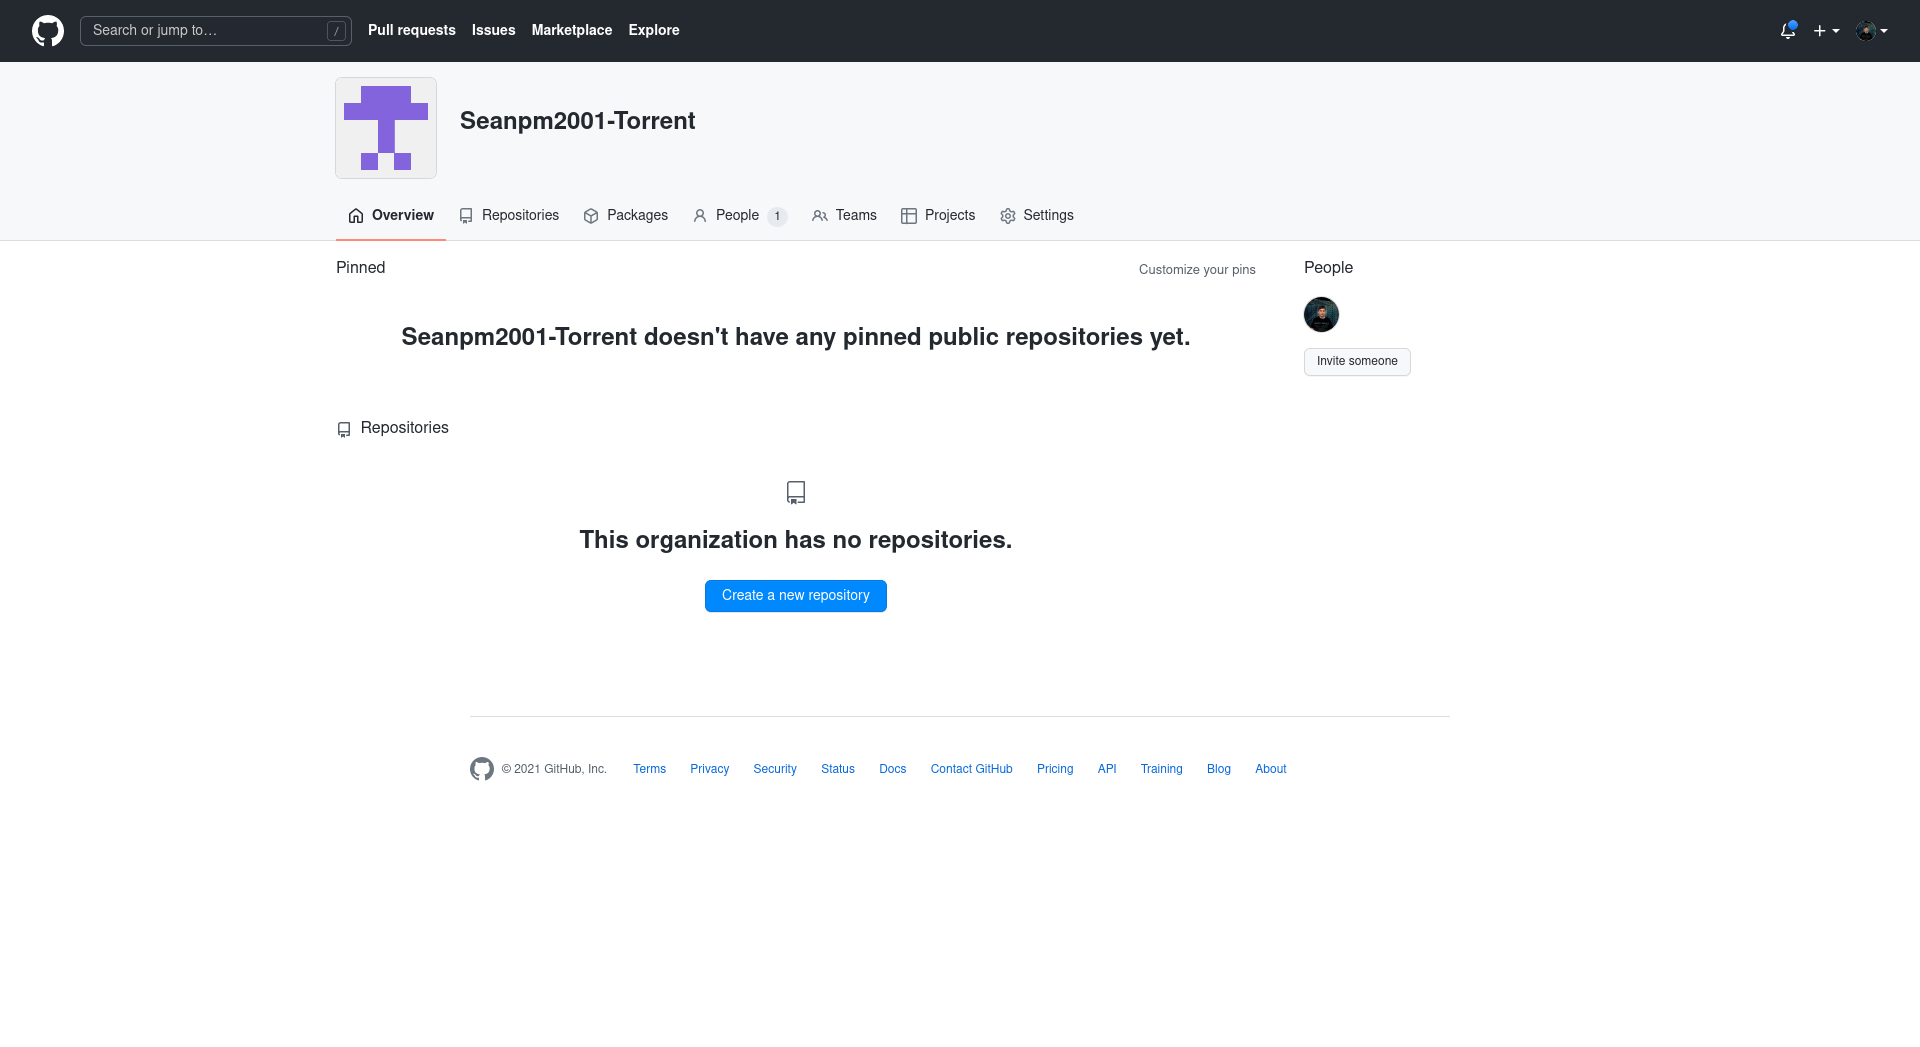 Search or jump to… /
Pull requests Issues Marketplace Explore
Seanpm2001-Torrent
Overview Repositories Packages People 1 Teams Projects Settings
Pinned
Customize your pins
Seanpm2001-Torrent doesn't have any pinned public repositories yet.
People
Invite someone
Repositories
This organization has no repositories.
Create a new repository
© 2021 GitHub, Inc. Terms Privacy Security Status Docs Contact GitHub Pricing API Training Blog About